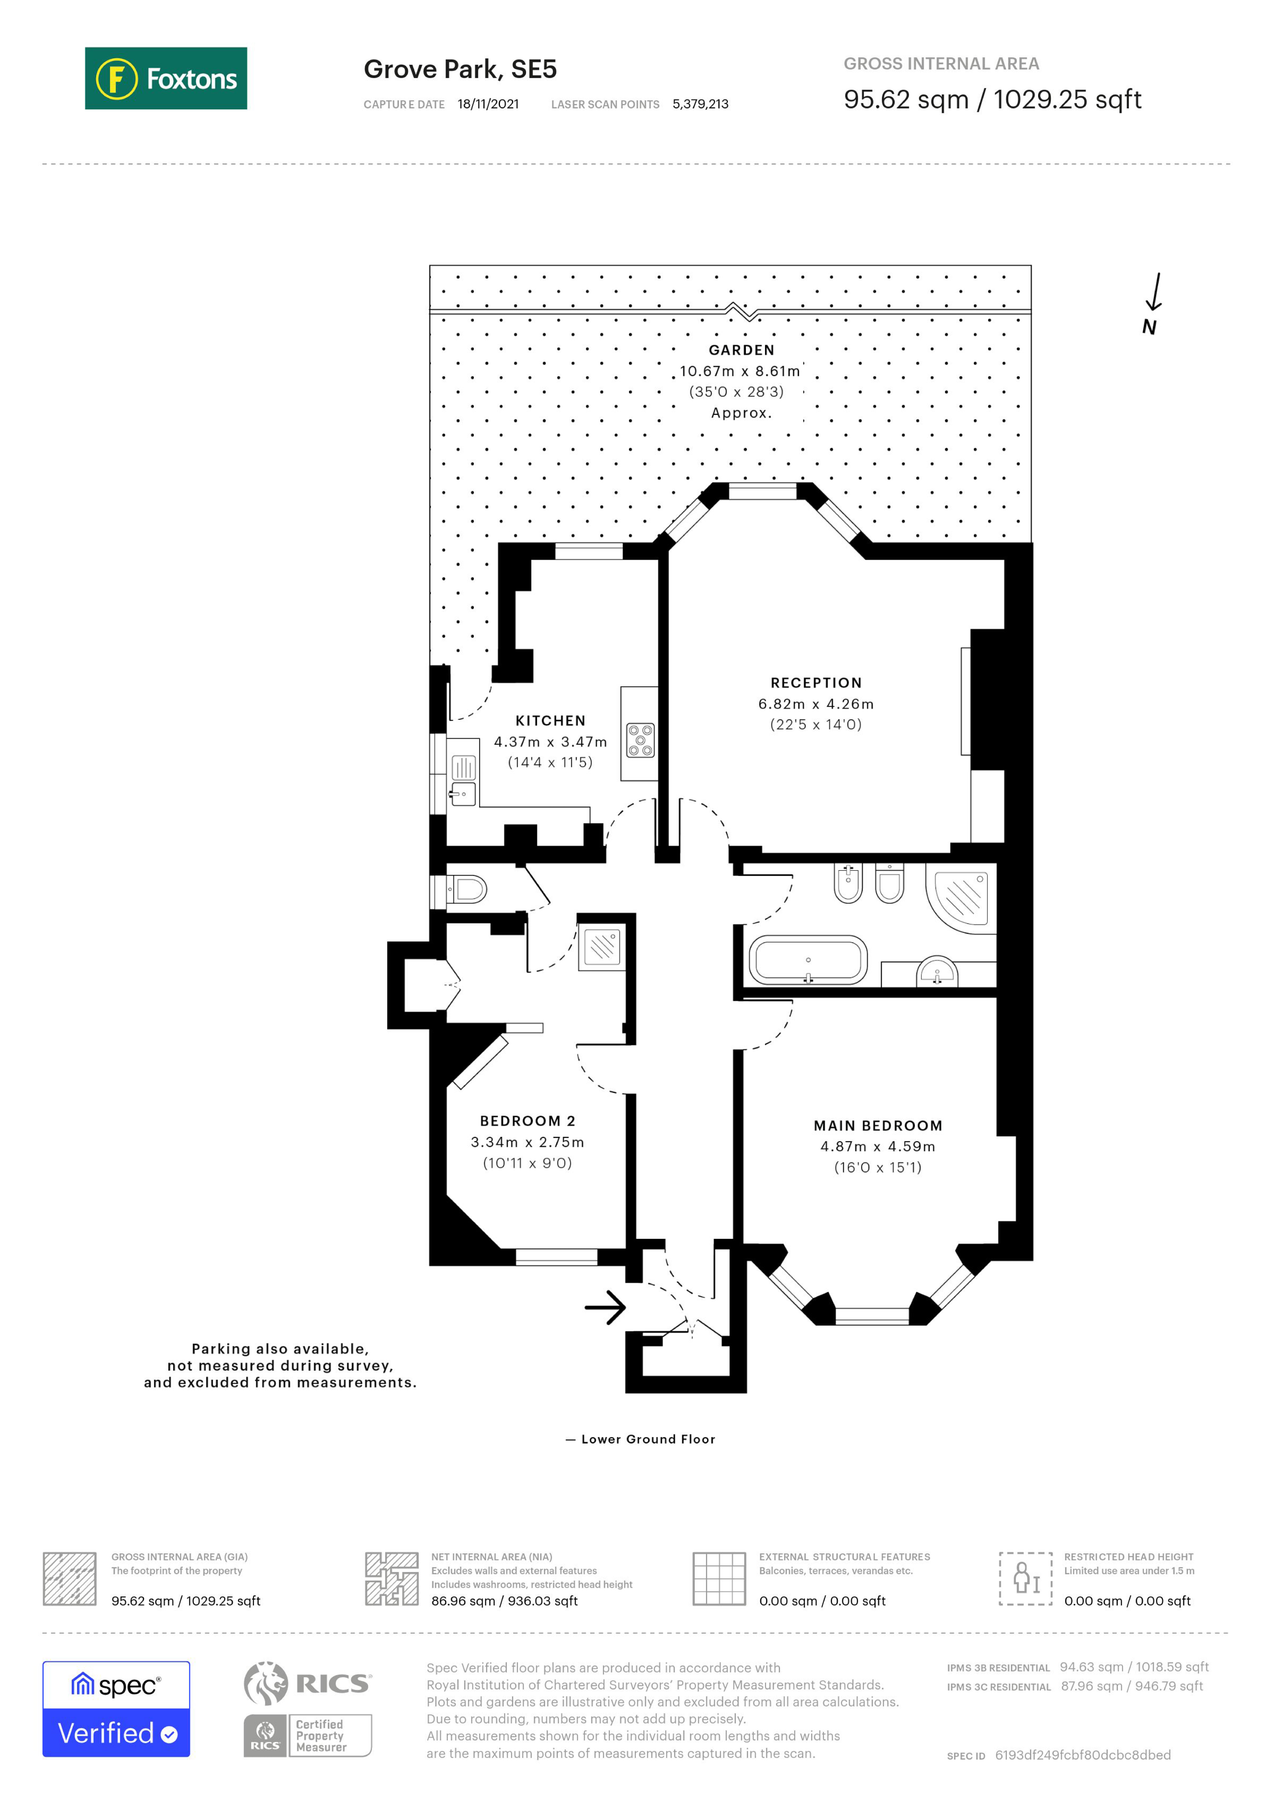 Foxtons
Grove Park, SE5
CAPTURE DATE 18/11/2021 LASER SCAN POINTS 5,379,213
GROSS INTERNAL AREA
95.62 sqm / 1029.25 sqft
N
GARDEN
10.67m x 8.61m
(35'0 x 28'3)
Approx.
RECEPTION
6.82m x 4.26m
(22'5 x 14'0)
KITCHEN
4.37m x 3.47m
(14'4 x 11'5)
BEDROOM 2
3.34m x 2.75m
(10'11 x 9'0)
MAIN BEDROOM
4.87m x 4.59m
(16'0 x 15'1)
Parking also available,
not measured during survey,
and excluded from measurements.
— Lower Ground Floor
GROSS INTERNAL AREA (GIA)
The footprint of the property
95.62 sqm / 1029.25 sqft
NET INTERNAL AREA (NIA)
Excludes walls and external features
Includes washrooms, restricted head height
86.96 sqm / 936.03 sqft
EXTERNAL STRUCTURAL FEATURES
Balconies, terraces, verandas etc.
0.00 sqm / 0.00 sqft
RESTRICTED HEAD HEIGHT
Limited use area under 1.5 m
0.00 sqm / 0.00 sqft
spec®
Verified
RICS®
RICS
Certified
Property
Measurer
Spec Verified floor plans are produced in accordance with
Royal Institution of Chartered Surveyors' Property Measurement Standards.
Plots and gardens are illustrative only and excluded from all area calculations.
Due to rounding, numbers may not add up precisely.
All measurements shown for the individual room lengths and widths
are the maximum points of measurements captured in the scan.
IPMS 3B RESIDENTIAL 94.63 sqm / 1018.59 sqft
IPMS 3C RESIDENTIAL 87.96 sqm / 946.79 sqft
SPEC ID 6193df249fcbf80dcbc8dbed